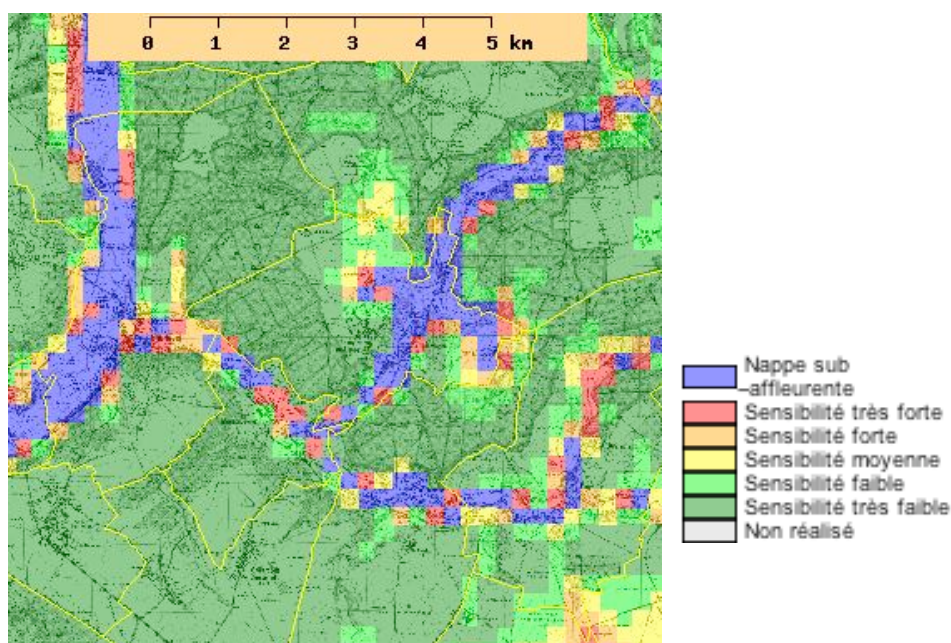 0 1 2 3 4 5 km
Nappe sub
-affleurente
Sensibilité très forte
Sensibilité forte
Sensibilité moyenne
Sensibilité faible
Sensibilité très faible
Non réalisé